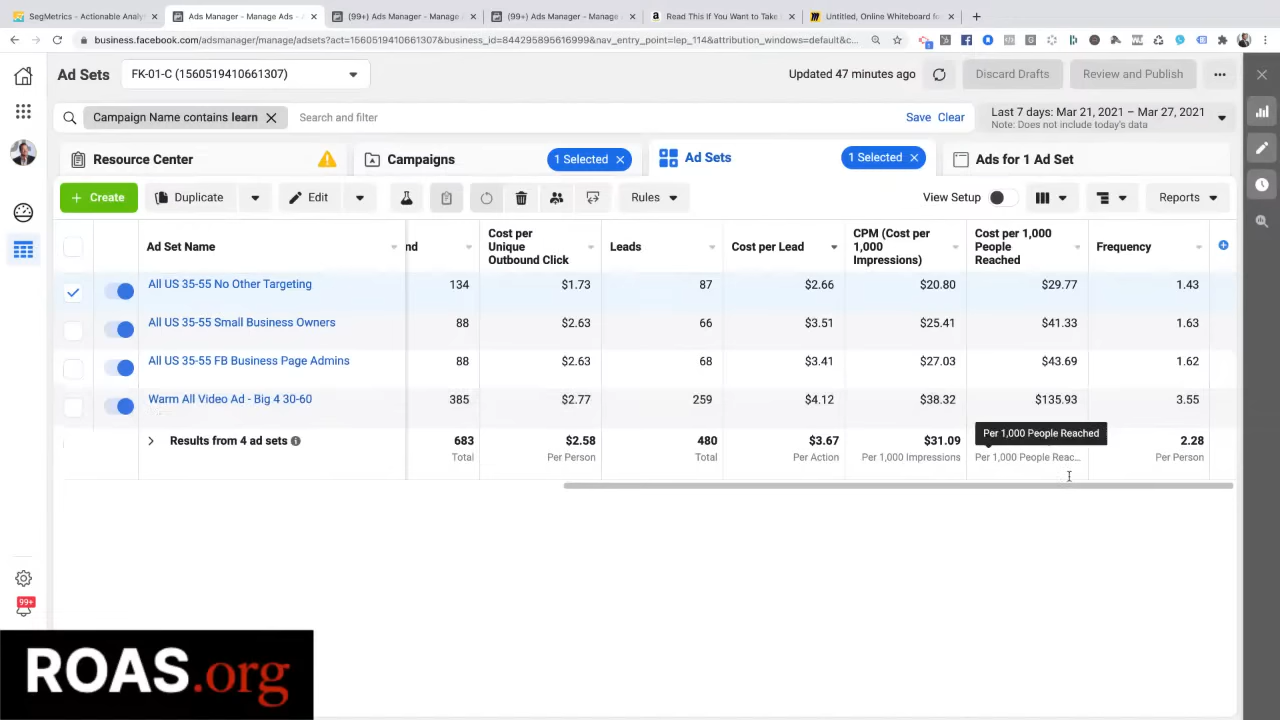 SegMetrics - Actionable Analyt
Ads Manager - Manage Ads -
(99+) Ads Manager - Manage
(99+) Ads Manager - Manage
Read This if You Want to Take
Untitled, Online Whiteboard fo
business.facebook.com/adsmanager/manage/adsets?act=1560519410661307&business_id=844295895616999&nav_entry_point=lep_114&attribution_windows=default&c...
Ad Sets
FK-01-C (1560519410661307)
Updated 47 minutes ago
Discard Drafts
Review and Publish
Campaign Name contains learn
Search and filter
Save Clear
Last 7 days: Mar 21, 2021 – Mar 27, 2021
Note: Does not include today's data
Resource Center
Campaigns
1 Selected
Ad Sets
1 Selected
Ads for 1 Ad Set
+ Create
Duplicate
Edit
Rules
View Setup
Reports
Ad Set Name
nd
Cost per Unique Outbound Click
Leads
Cost per Lead
CPM (Cost per 1,000 Impressions)
Cost per 1,000 People Reached
Frequency
All US 35-55 No Other Targeting 134 $1.73 87 $2.66 $20.80 $29.77 1.43
All US 35-55 Small Business Owners 88 $2.63 66 $3.51 $25.41 $41.33 1.63
All US 35-55 FB Business Page Admins 88 $2.63 68 $3.41 $27.03 $43.69 1.62
Warm All Video Ad - Big 4 30-60 385 $2.77 259 $4.12 $38.32 $135.93 3.55
Per 1,000 People Reached
Results from 4 ad sets 683 $2.58 480 $3.67 $31.09 2.28
Total Per Person Total Per Action Per 1,000 Impressions Per 1,000 People Reac... Per Person
99+
ROAS.org